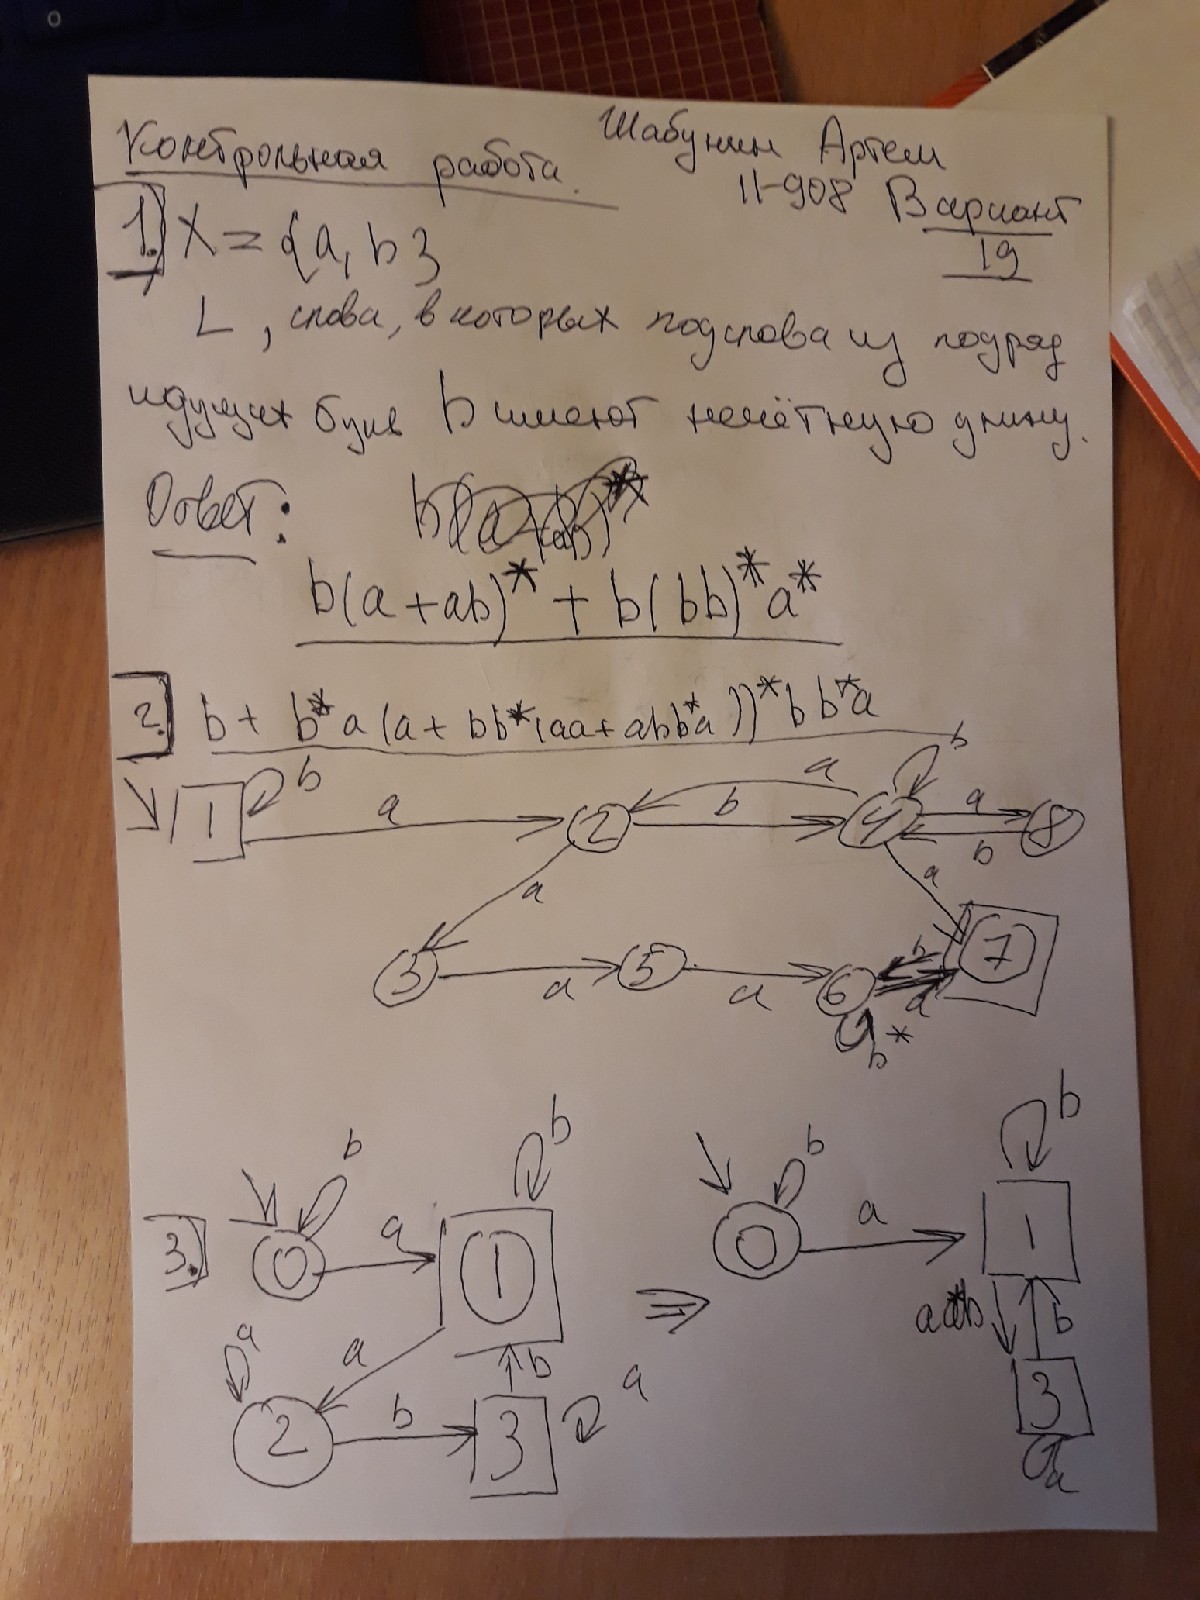 Контрольная работа.
Шабунин Артем
11-908 Вариант
19
1. X = {a, b}
L, слова, в которых подслова из подряд
идущих букв b имеют нечётную длину.
Ответ:
b(a+ab)* + b(bb)*a*
2. b + b*a(a+bb*(aa+abb*a))*bb*a
b
1 b a 2 a b 4 a b 8
a a
3 a 5 a 6 b a 7
b*
3. b b b b
0 a 1 0 a 1
a a b a b
2 b 3 a 3
a